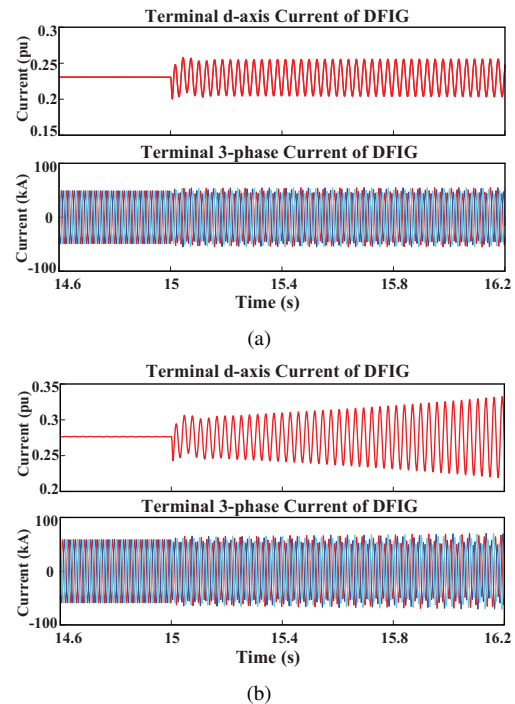 Terminal d-axis Current of DFIG
0.3
0.25
0.2
0.15
Current (pu)
Terminal 3-phase Current of DFIG
100
0
-100
Current (kA)
14.6 15 15.4 15.8 16.2
Time (s)
(a)
Terminal d-axis Current of DFIG
0.35
0.3
0.25
0.2
Current (pu)
Terminal 3-phase Current of DFIG
100
0
-100
Current (kA)
14.6 15 15.4 15.8 16.2
Time (s)
(b)